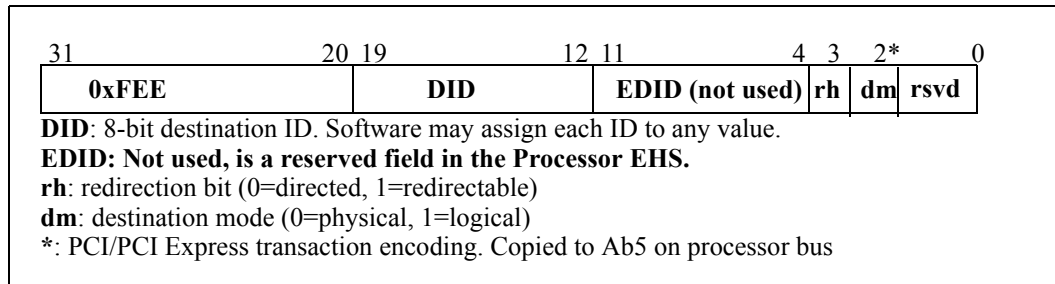 31 20 19 12 11 4 3 2* 0
0xFEE DID EDID (not used) rh dm rsvd
DID: 8-bit destination ID. Software may assign each ID to any value.
EDID: Not used, is a reserved field in the Processor EHS.
rh: redirection bit (0=directed, 1=redirectable)
dm: destination mode (0=physical, 1=logical)
*: PCI/PCI Express transaction encoding. Copied to Ab5 on processor bus